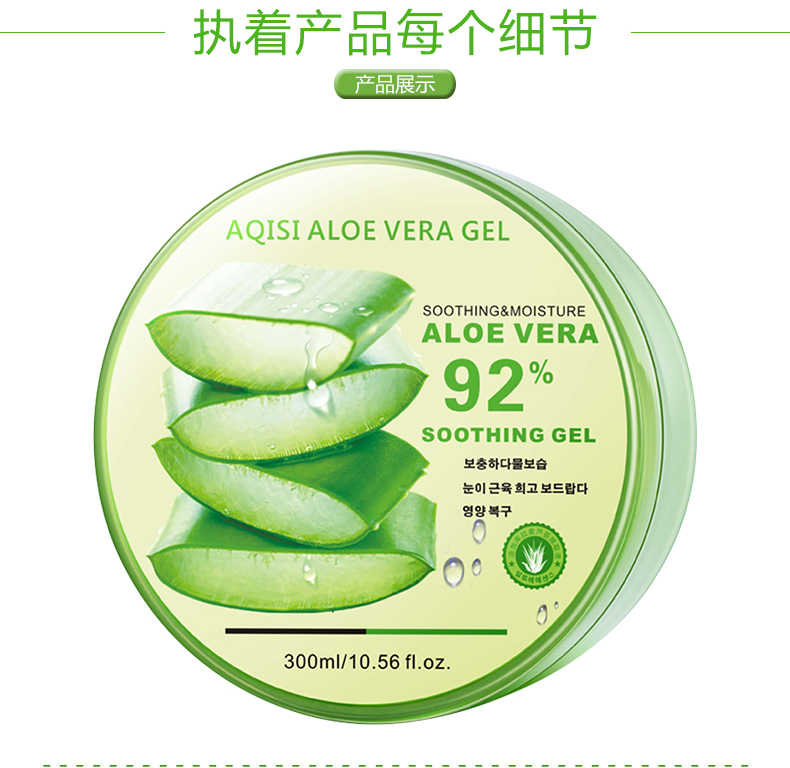 执着产品每个细节
产品展示
AQISI ALOE VERA GEL
SOOTHING&MOISTURE
ALOE VERA
92%
SOOTHING GEL
보충하다물보습
눈이 근육 희고 보드랍다
영양 복구
300ml/10.56 fl.oz.